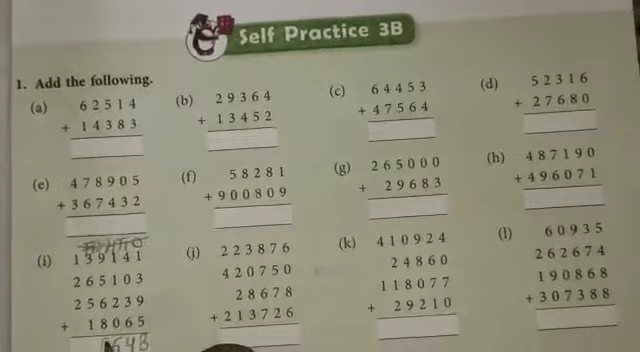 Self Practice 3B
1. Add the following.
(a) 62514 (b) 29364 (c) 64453 (d) 52316
+ 14383 + 13452 + 47564 + 27680
(e) 478905 (f) 58281 (g) 265000 (h) 487190
+ 367432 + 900809 + 29683 + 496071
(i) 139141 (j) 223876 (k) 410924 (l) 60935
265103 420750 24860 262674
256239 28678 118077 190868
+ 18065 + 213726 + 29210 + 307388